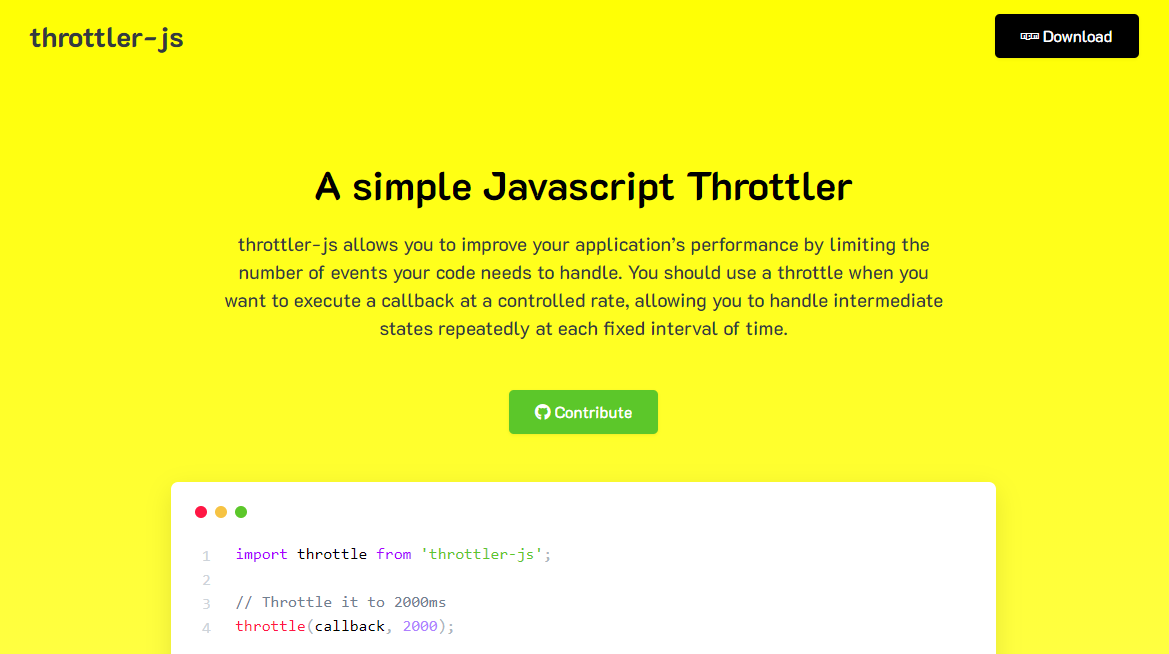 throttler-js
npm Download
A simple Javascript Throttler
throttler-js allows you to improve your application’s performance by limiting the
number of events your code needs to handle. You should use a throttle when you
want to execute a callback at a controlled rate, allowing you to handle intermediate
states repeatedly at each fixed interval of time.
Contribute
1 import throttle from 'throttler-js';
2
3 // Throttle it to 2000ms
4 throttle(callback, 2000);